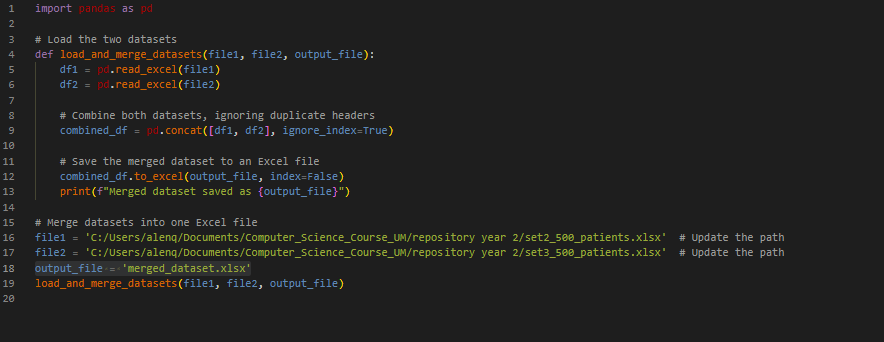 1 import pandas as pd
2
3 # Load the two datasets
4 def load_and_merge_datasets(file1, file2, output_file):
5     df1 = pd.read_excel(file1)
6     df2 = pd.read_excel(file2)
7
8     # Combine both datasets, ignoring duplicate headers
9     combined_df = pd.concat([df1, df2], ignore_index=True)
10
11     # Save the merged dataset to an Excel file
12     combined_df.to_excel(output_file, index=False)
13     print(f"Merged dataset saved as {output_file}")
14
15 # Merge datasets into one Excel file
16 file1 = 'C:/Users/alenq/Documents/Computer_Science_Course_UM/repository year 2/set2_500_patients.xlsx'  # Update the path
17 file2 = 'C:/Users/alenq/Documents/Computer_Science_Course_UM/repository year 2/set3_500_patients.xlsx'  # Update the path
18 output_file = 'merged_dataset.xlsx'
19 load_and_merge_datasets(file1, file2, output_file)
20